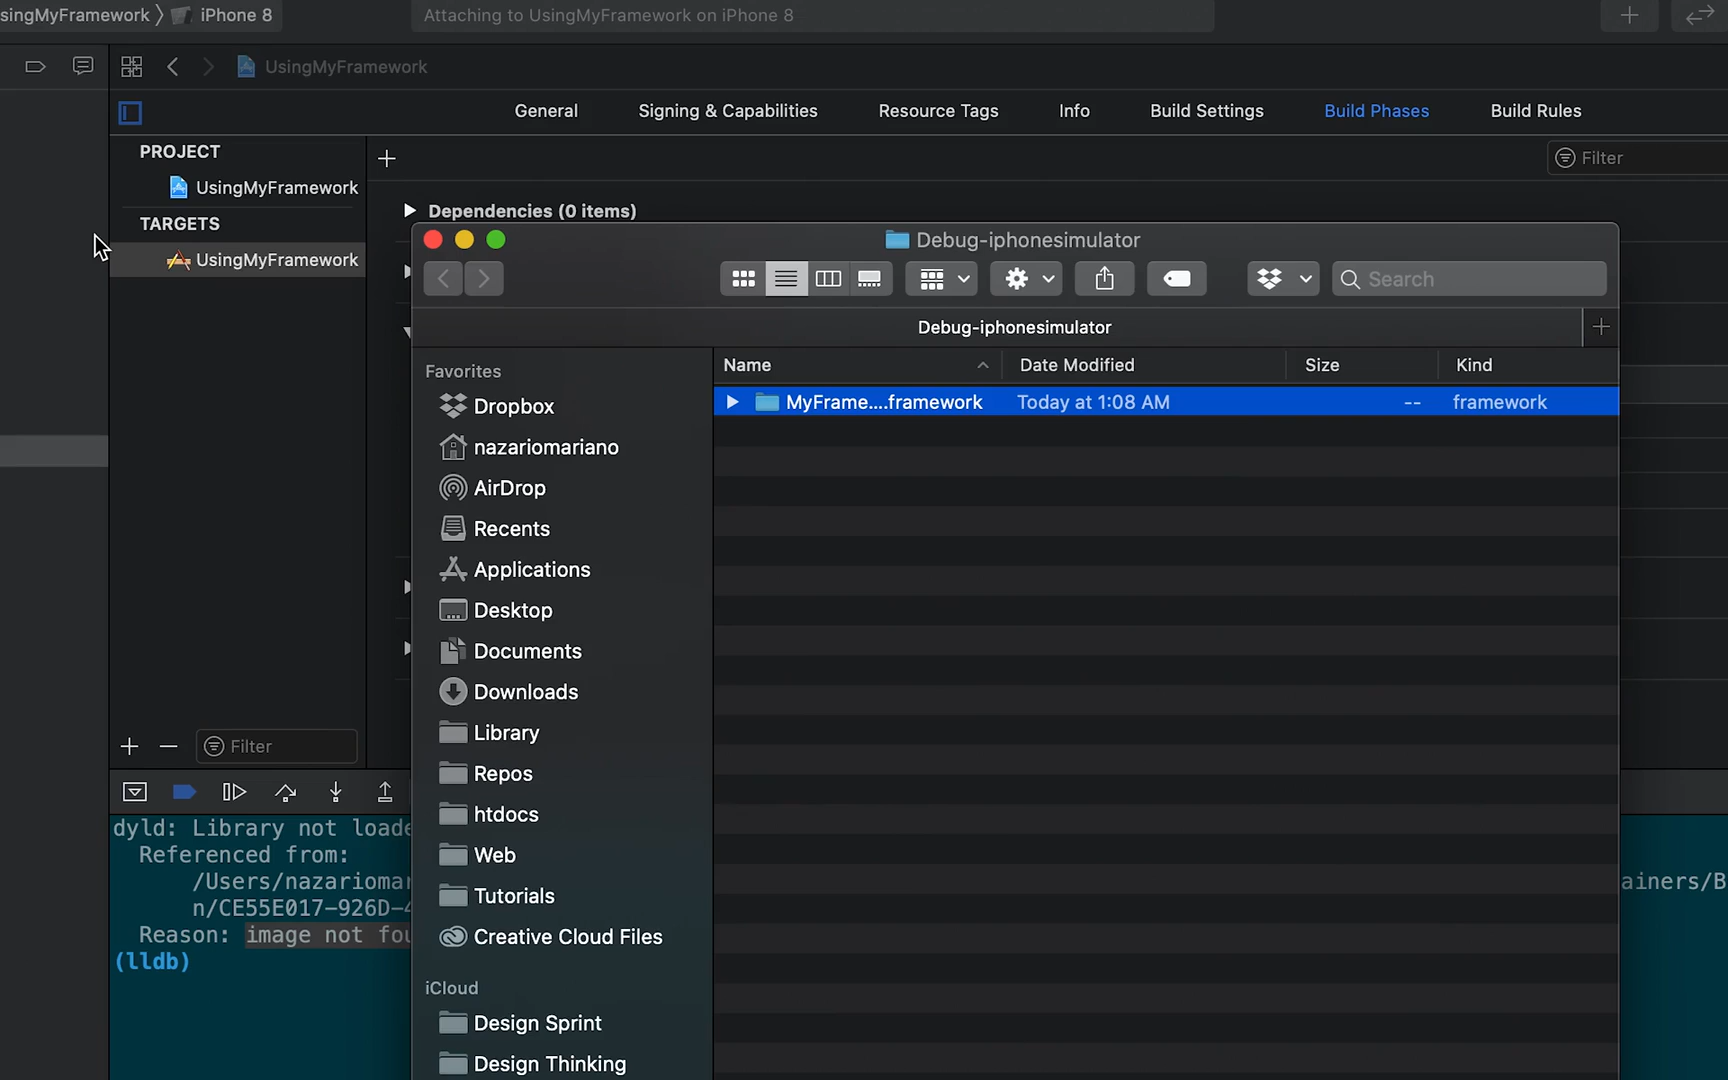 singMyFramework 〉 iPhone 8
Attaching to UsingMyFramework on iPhone 8
UsingMyFramework
General Signing & Capabilities Resource Tags Info Build Settings Build Phases Build Rules
PROJECT
UsingMyFramework
TARGETS
UsingMyFramework
Filter
Dependencies (0 items)
Debug-iphonesimulator
Search
Debug-iphonesimulator
Name Date Modified Size Kind
MyFrame....framework Today at 1:08 AM -- framework
Favorites
Dropbox
nazariomariano
AirDrop
Recents
Applications
Desktop
Documents
Downloads
Library
Repos
htdocs
Web
Tutorials
Creative Cloud Files
iCloud
Design Sprint
Design Thinking
Filter
dyld: Library not loade
Referenced from:
/Users/nazariomar
ainers/B
n/CE55E017-926D-4
Reason: image not fou
(lldb)